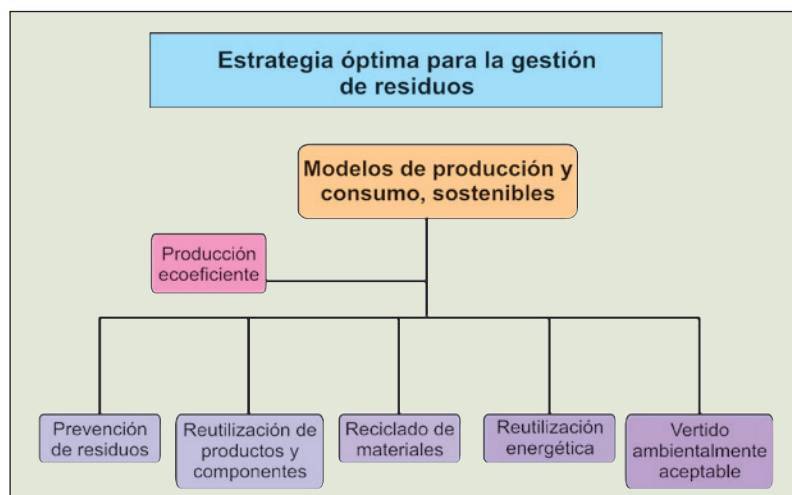 Estrategia óptima para la gestión
de residuos
Modelos de producción y
consumo, sostenibles
Producción
ecoeficiente
Prevención
de residuos
Reutilización de
productos y
componentes
Reciclado de
materiales
Reutilización
energética
Vertido
ambientalmente
aceptable